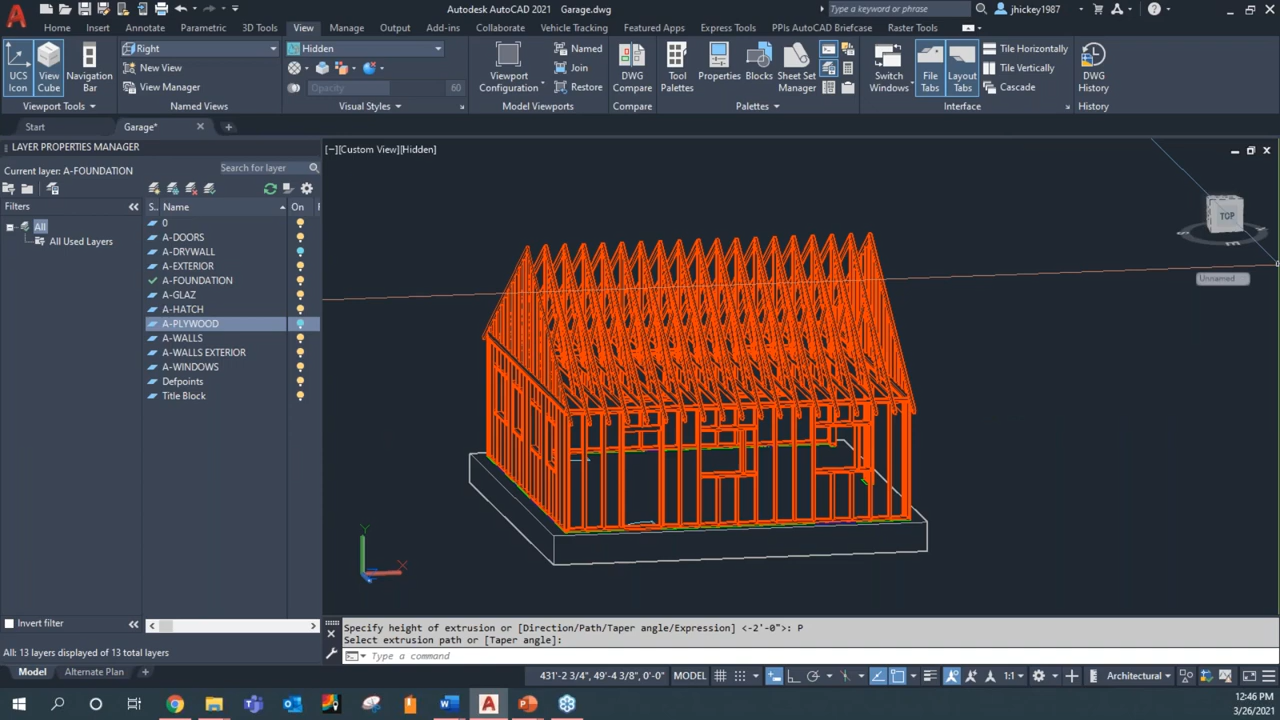 Autodesk AutoCAD 2021 Garage.dwg
Type a keyword or phrase
jhickey1987
Home Insert Annotate Parametric 3D Tools View Manage Output Add-ins Collaborate Vehicle Tracking Featured Apps Express Tools PPIs AutoCAD Bluebeam Raster Tools
UCS Icon
View Cube
Navigation Bar
Viewport Tools
Right
New View
View Manager
Named Views
Hidden
Opacity 60
Visual Styles
Viewport Configuration
Named
Join
Restore
Model Viewports
DWG Compare
Compare
Tool Palettes
Properties
Blocks
Sheet Set Manager
Palettes
Switch Windows
File Tabs
Layout Tabs
Tile Horizontally
Tile Vertically
Cascade
Interface
DWG History
History
Start
Garage*
LAYER PROPERTIES MANAGER
Current layer: A-FOUNDATION
Search for layer
Filters
All
All Used Layers
S.. Name On F
0
A-DOORS
A-DRYWALL
A-EXTERIOR
A-FOUNDATION
A-GLAZ
A-HATCH
A-PLYWOOD
A-WALLS
A-WALLS EXTERIOR
A-WINDOWS
Defpoints
Title Block
Invert filter
All: 13 layers displayed of 13 total layers
[−][Custom View][Hidden]
TOP
Unnamed
Y
X
Specify height of extrusion or [Direction/Path/Taper angle/Expression] <-2'-0">: P
Select extrusion path or [Taper angle]:
Type a command
Model Alternate Plan
431'-2 3/4", 49'-4 3/8", 0'-0" MODEL 1:1 Architectural
12:46 PM
3/26/2021